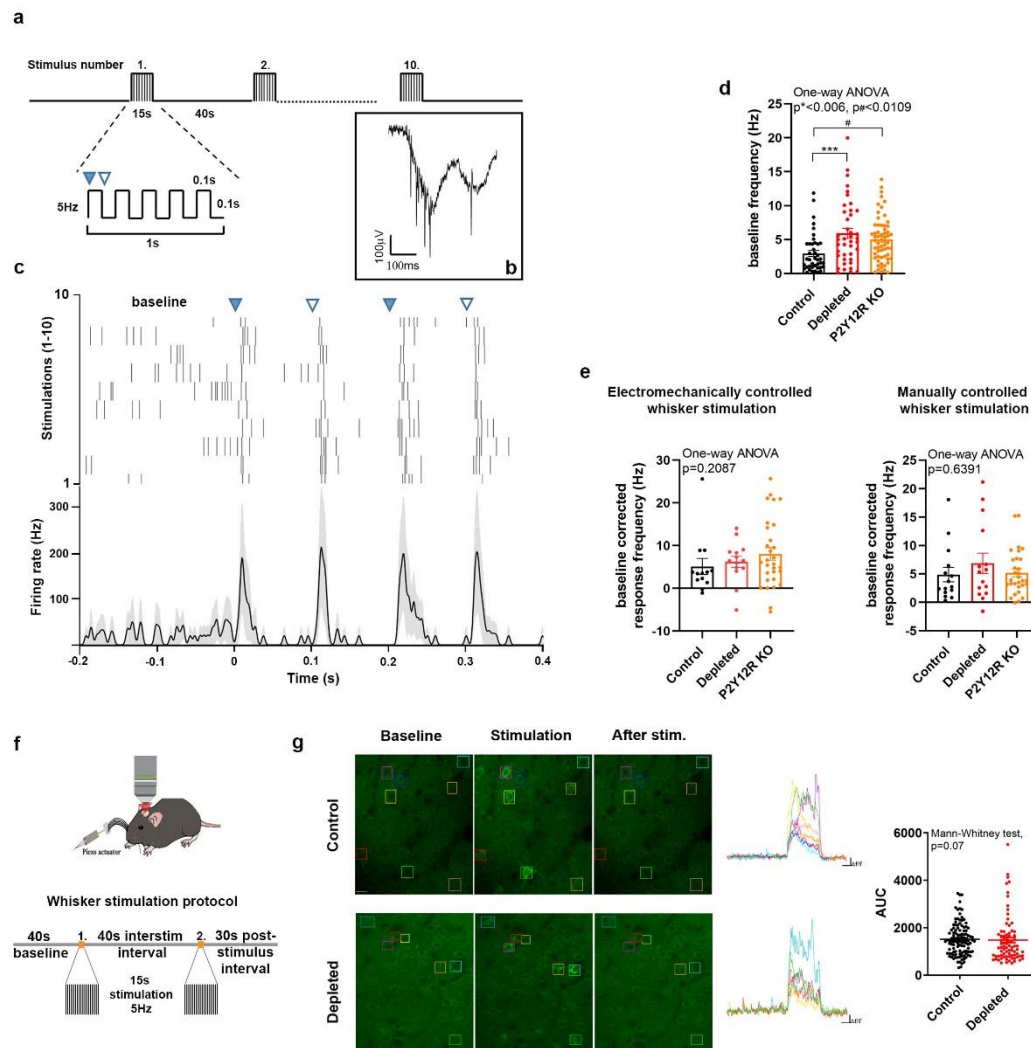 a
Stimulus number 1. 2. 10.
15s 40s
0.1s
5Hz 0.1s
1s
100μV
100ms
b
c
10 baseline
Stimulations (1-10)
1
Firing rate (Hz)
300
200
100
-0.2 -0.1 0 0.1 0.2 0.3 0.4
Time (s)
d
One-way ANOVA
p*<0.006, p#<0.0109
#
***
baseline frequency (Hz)
25
20
15
10
5
0
Control Depleted P2Y12R KO
e
Electromechanically controlled
whisker stimulation
One-way ANOVA
p=0.2087
baseline corrected
response frequency (Hz)
30
20
10
0
-10
Control Depleted P2Y12R KO
Manually controlled
whisker stimulation
One-way ANOVA
p=0.6391
baseline corrected
response frequency (Hz)
25
20
15
10
5
0
-5
Control Depleted P2Y12R KO
f
Piezo actuator
Whisker stimulation protocol
40s 1. 40s interstim 2. 30s post-
baseline interval stimulus
interval
15s
stimulation
5Hz
g
Baseline Stimulation After stim.
Control
Depleted
Mann-Whitney test,
p=0.07
AUC
6000
4000
2000
0
Control Depleted